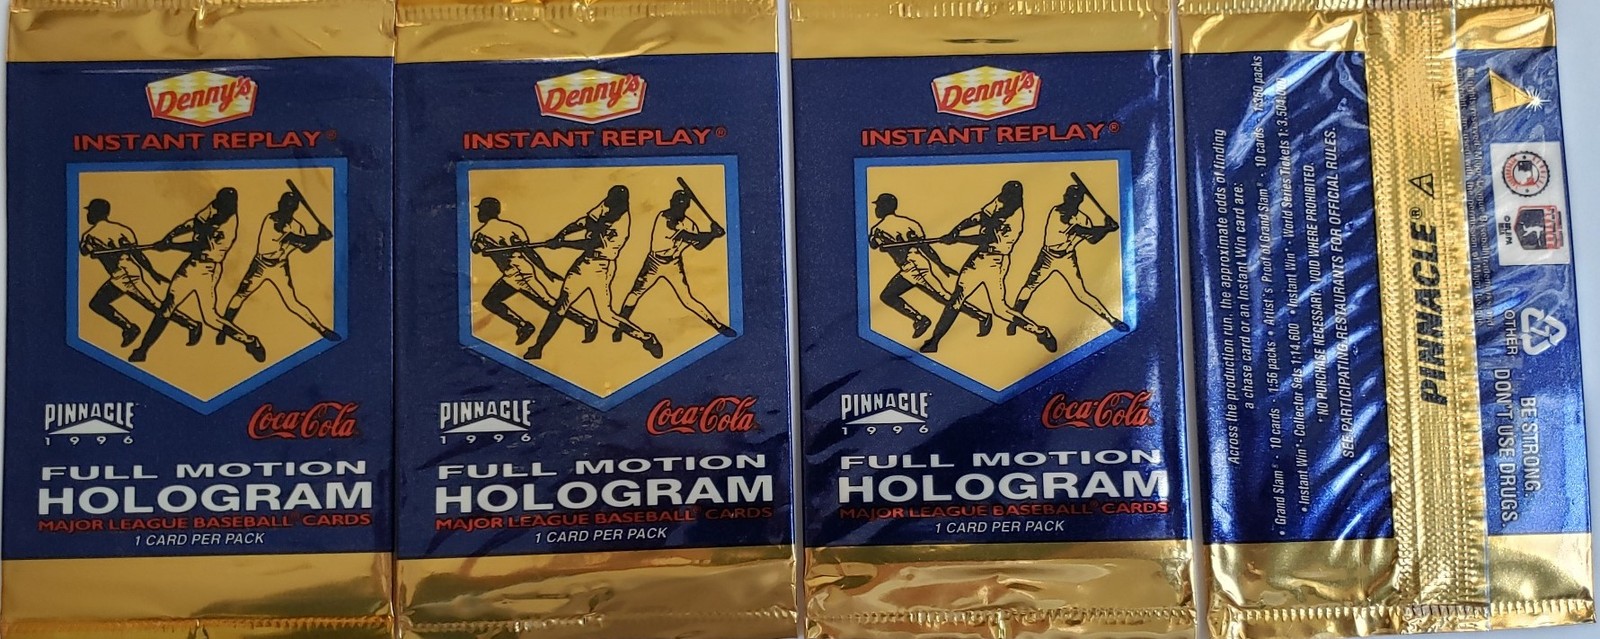 Denny's
INSTANT REPLAY®
PINNACLE
1996
Coca-Cola
FULL MOTION
HOLOGRAM
MAJOR LEAGUE BASEBALL CARDS
1 CARD PER PACK
Denny's
INSTANT REPLAY®
PINNACLE
1996
Coca-Cola
FULL MOTION
HOLOGRAM
MAJOR LEAGUE BASEBALL CARDS
1 CARD PER PACK
Denny's
INSTANT REPLAY®
PINNACLE
1996
Coca-Cola
FULL MOTION
HOLOGRAM
MAJOR LEAGUE BASEBALL CARDS
1 CARD PER PACK
Across the production run, the approximate odds of finding
a chase card or an Instant Win card are:
• Grand Slam® · 10 cards · 1:56 packs • Artist's Proof of Grand Slam® · 10 cards · 1:360 packs
• Instant Win · Collector Sets 1:14,600 • Instant Win · World Series Tickets 1:
• NO PURCHASE NECESSARY. VOID WHERE PROHIBITED.
SEE PARTICIPATING RESTAURANTS FOR OFFICIAL RULES.
PINNACLE®
OTHER
BE STRONG.
DON'T USE DRUGS.